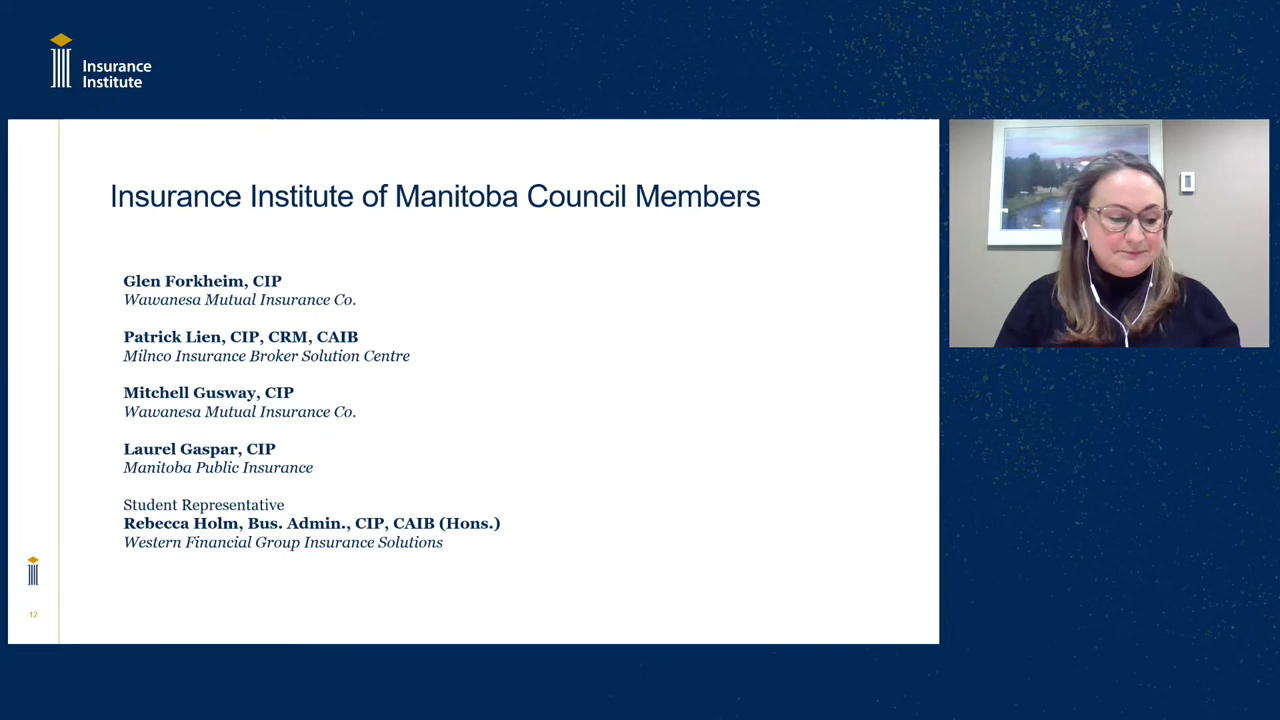 Insurance
Institute
Insurance Institute of Manitoba Council Members
Glen Forkheim, CIP
Wawanesa Mutual Insurance Co.
Patrick Lien, CIP, CRM, CAIB
Milnco Insurance Broker Solution Centre
Mitchell Gusway, CIP
Wawanesa Mutual Insurance Co.
Laurel Gaspar, CIP
Manitoba Public Insurance
Student Representative
Rebecca Holm, Bus. Admin., CIP, CAIB (Hons.)
Western Financial Group Insurance Solutions
12